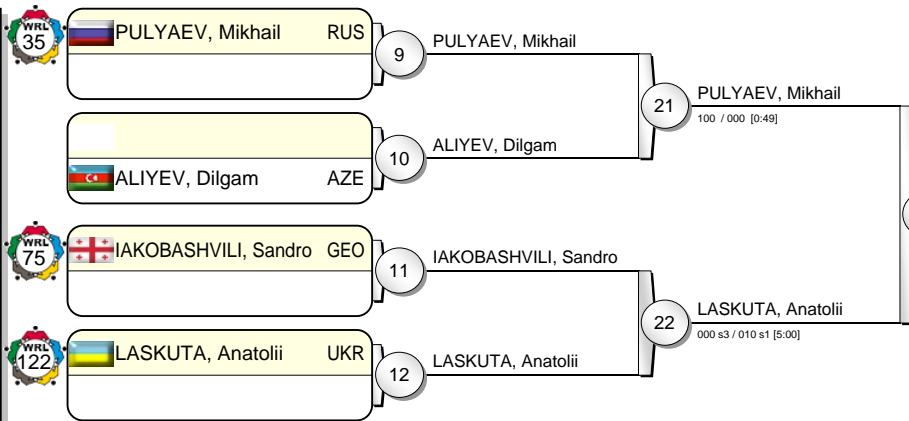 WRL
35
PULYAEV, Mikhail RUS
9
PULYAEV, Mikhail
21
PULYAEV, Mikhail
100 / 000 [0:49]
ALIYEV, Dilgam AZE
10
ALIYEV, Dilgam
WRL
75
IAKOBASHVILI, Sandro GEO
11
IAKOBASHVILI, Sandro
22
LASKUTA, Anatolii
000 s3 / 010 s1 [5:00]
WRL
122
LASKUTA, Anatolii UKR
12
LASKUTA, Anatolii